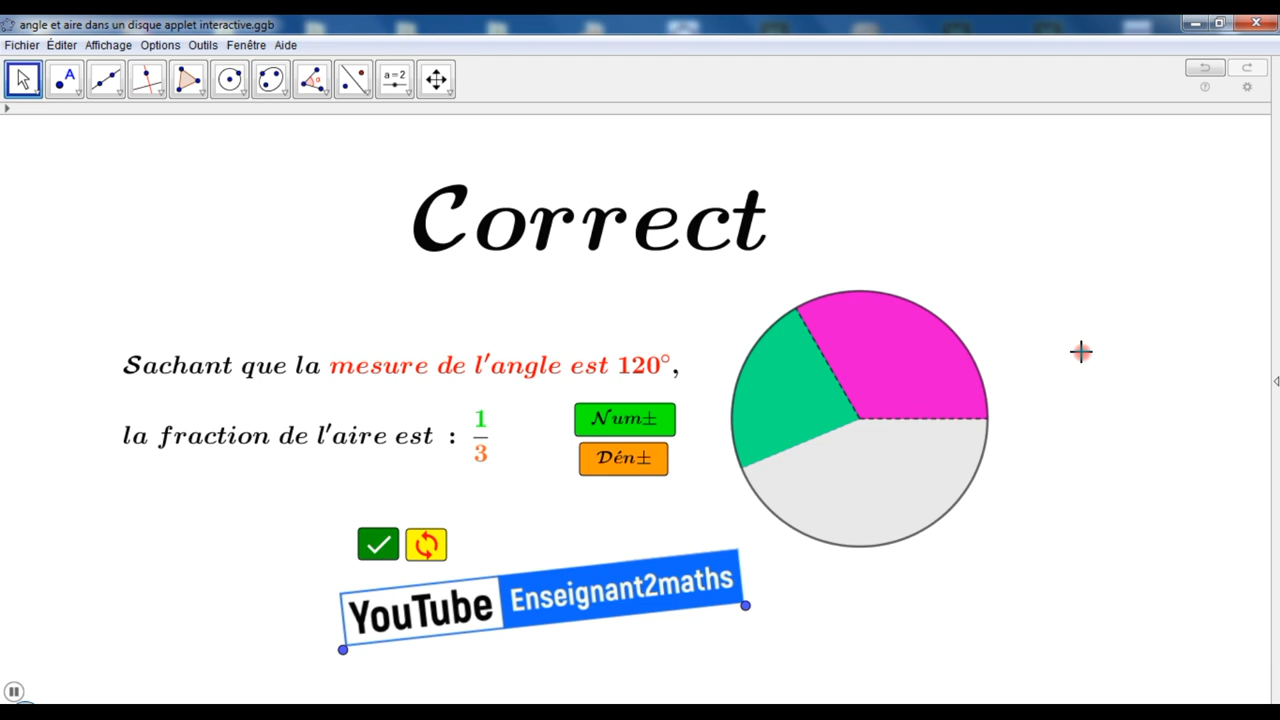 angle et aire dans un disque applet interactive.ggb
Fichier Éditer Affichage Options Outils Fenêtre Aide
A
α
a=2
Correct
Sachant que la mesure de l'angle est 120°,
la fraction de l'aire est : 1/3
Num±
Dén±
YouTube Enseignant2maths